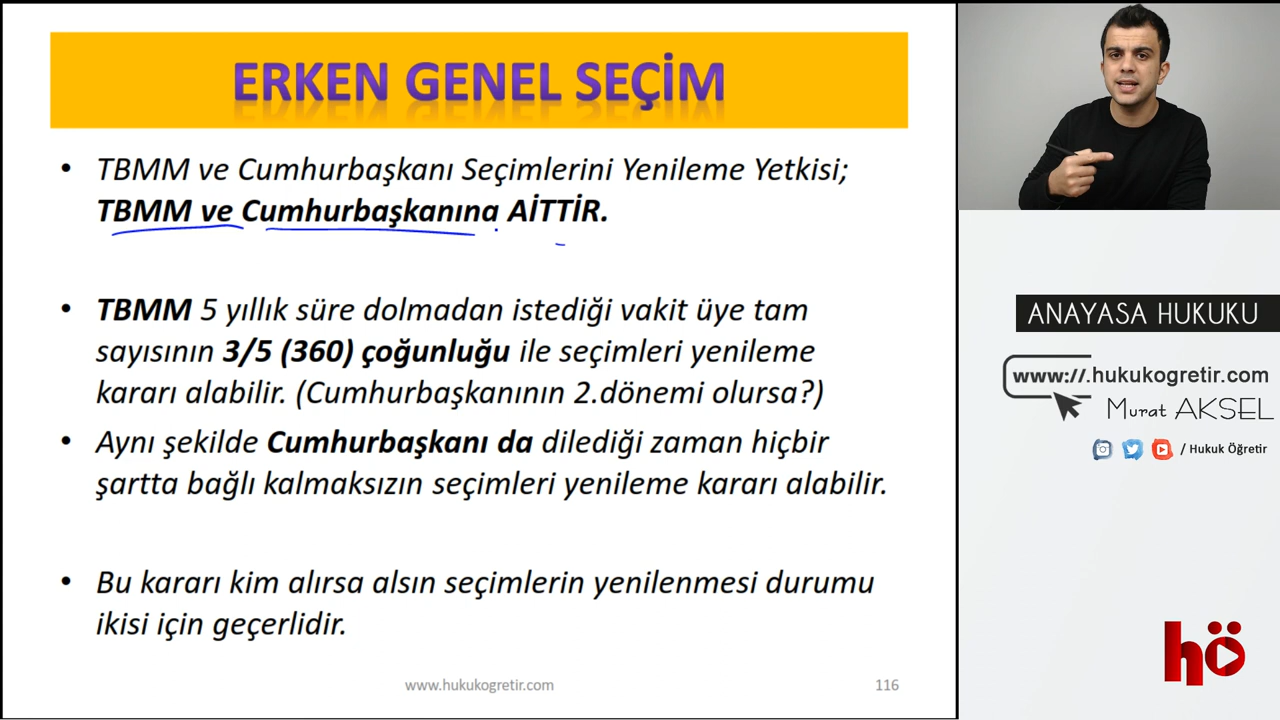 ERKEN GENEL SEÇİM
• TBMM ve Cumhurbaşkanı Seçimlerini Yenileme Yetkisi;
TBMM ve Cumhurbaşkanına AİTTİR.
• TBMM 5 yıllık süre dolmadan istediği vakit üye tam
sayısının 3/5 (360) çoğunluğu ile seçimleri yenileme
kararı alabilir. (Cumhurbaşkanının 2.dönemi olursa?)
• Aynı şekilde Cumhurbaşkanı da dilediği zaman hiçbir
şartta bağlı kalmaksızın seçimleri yenileme kararı alabilir.
• Bu kararı kim alırsa alsın seçimlerin yenilenmesi durumu
ikisi için geçerlidir.
www.hukukogretir.com
116
ANAYASA HUKUKU
www://.hukukogretir.com
Murat AKSEL
/ Hukuk Öğretir
hö